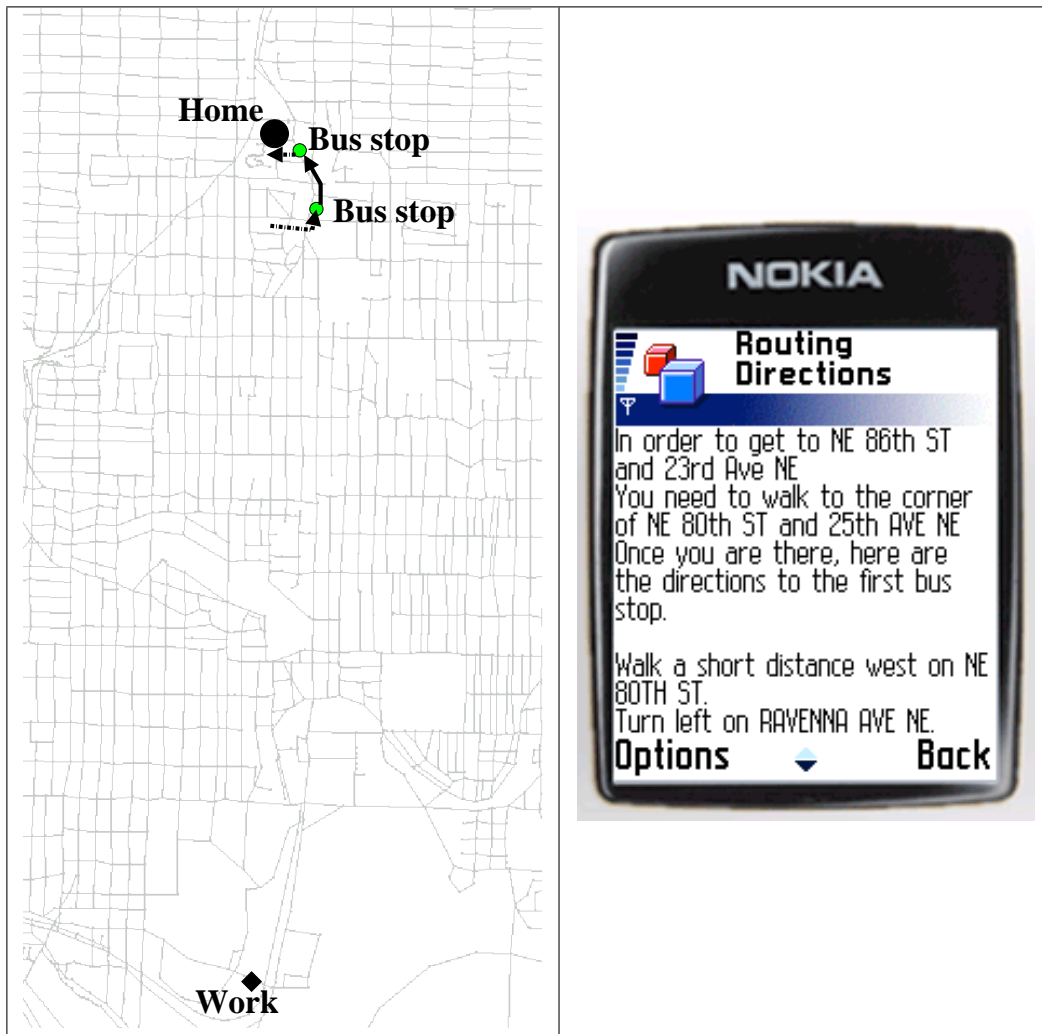 Home
Bus stop
Bus stop
Work
NOKIA
Routing
Directions
In order to get to NE 86th ST
and 23rd Ave NE
You need to walk to the corner
of NE 80th ST and 25th AVE NE
Once you are there, here are
the directions to the first bus
stop.
Walk a short distance west on NE
80TH ST.
Turn left on RAVENNA AVE NE.
Options
Back